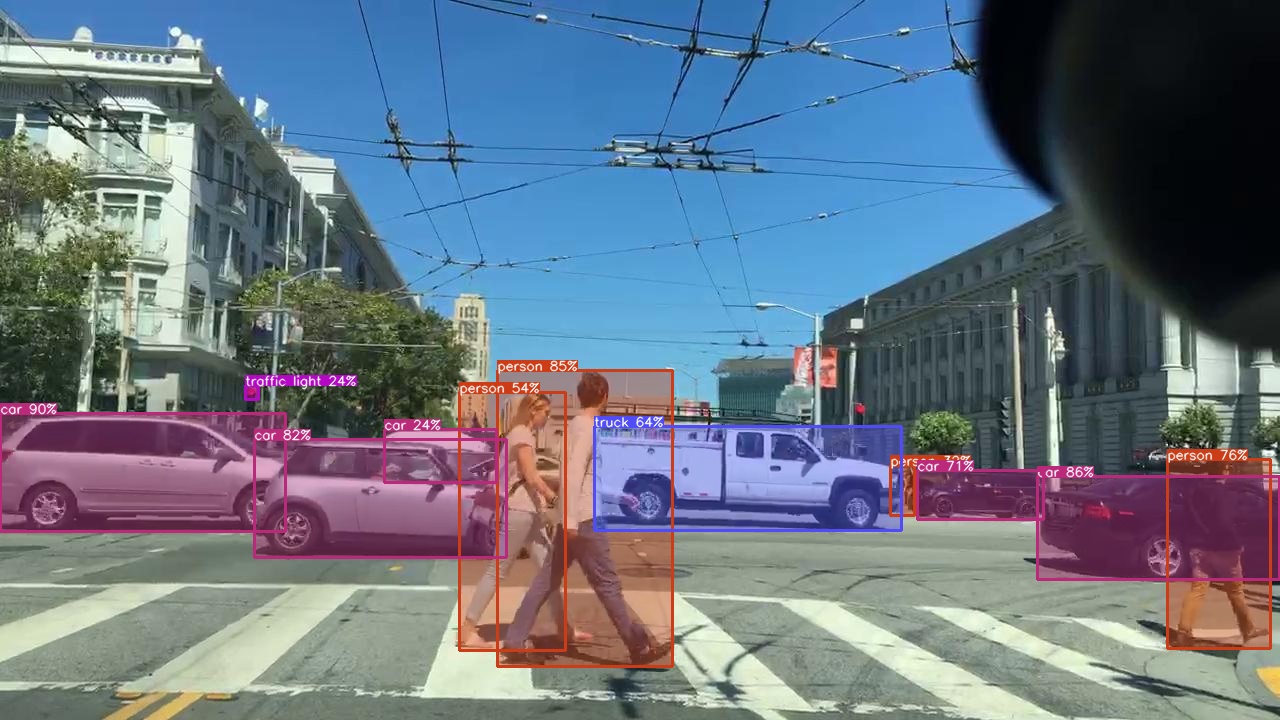 person 85%
traffic light 24%
person 54%
car 90%
truck 64%
car 24%
car 82%
person 76%
car 71%
car 86%